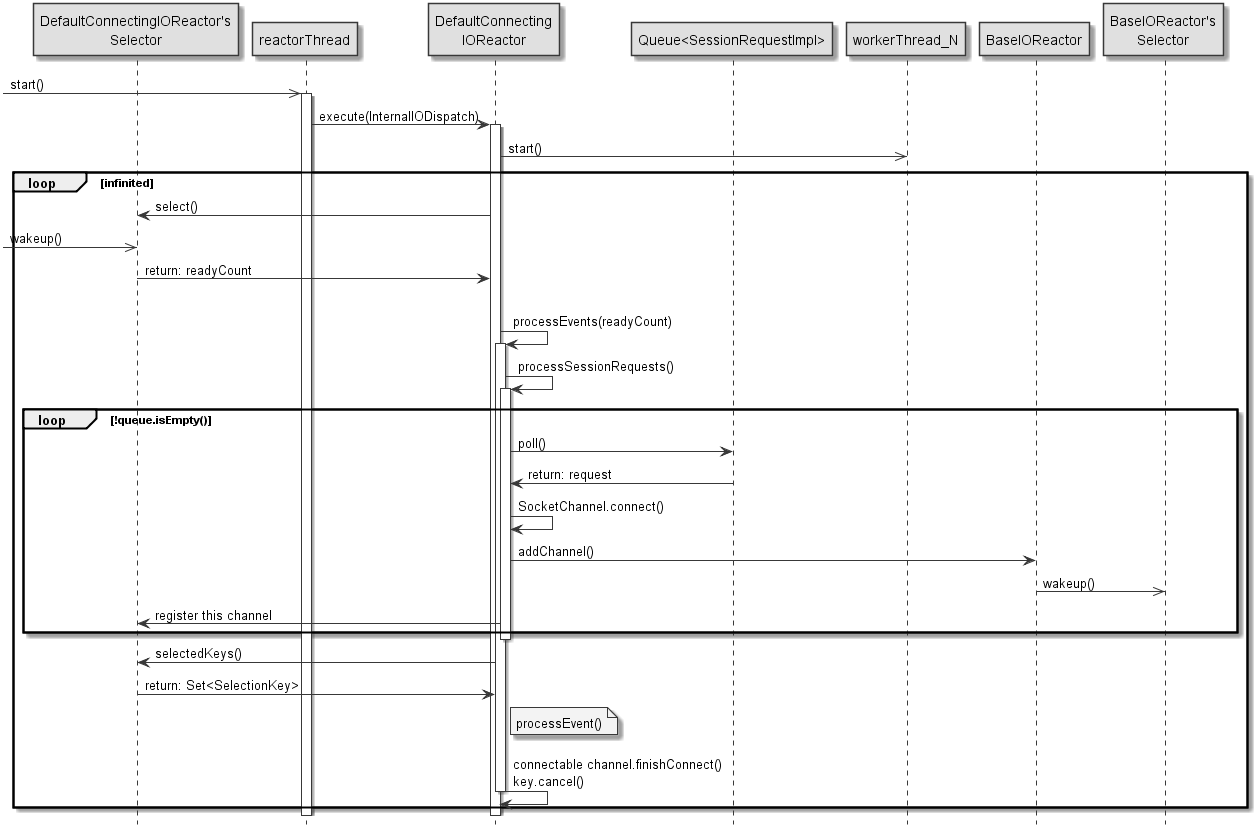 DefaultConnectingIOReactor's
Selector
reactorThread
DefaultConnecting
IOReactor
Queue<SessionRequestImpl>
workerThread_N
BaseIOReactor
BaseIOReactor's
Selector
start()
execute(InternalIODispatch)
start()
loop [infinited]
select()
wakeup()
return: readyCount
processEvents(readyCount)
processSessionRequests()
loop [!queue.isEmpty()]
poll()
return: request
SocketChannel.connect()
addChannel()
wakeup()
register this channel
selectedKeys()
return: Set<SelectionKey>
processEvent()
connectable channel.finishConnect()
key.cancel()